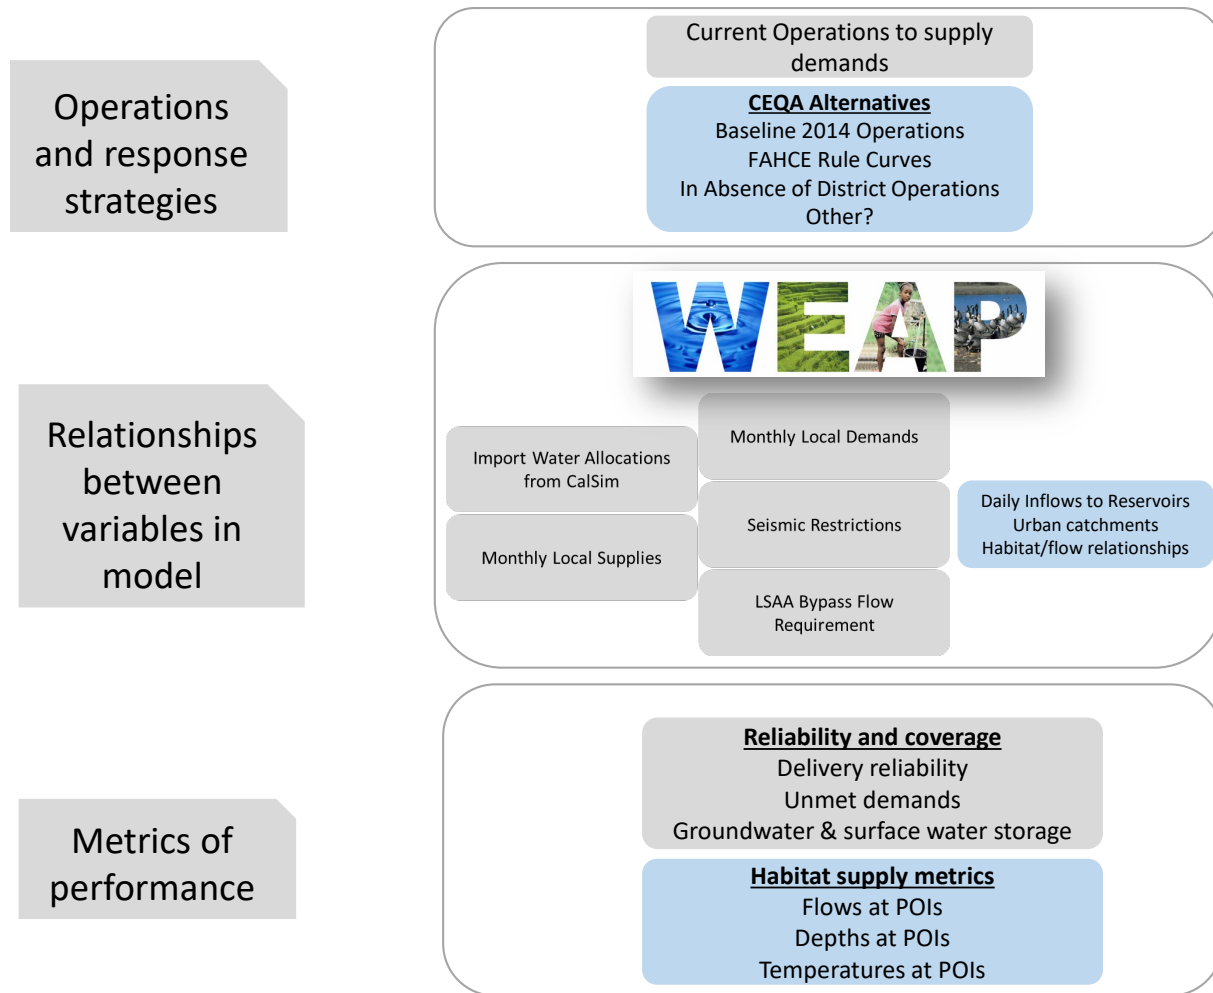 Operations
and response
strategies
Current Operations to supply
demands
CEQA Alternatives
Baseline 2014 Operations
FAHCE Rule Curves
In Absence of District Operations
Other?
Relationships
between
variables in
model
WEAP
Import Water Allocations
from CalSim
Monthly Local Supplies
Monthly Local Demands
Seismic Restrictions
LSAA Bypass Flow
Requirement
Daily Inflows to Reservoirs
Urban catchments
Habitat/flow relationships
Metrics of
performance
Reliability and coverage
Delivery reliability
Unmet demands
Groundwater & surface water storage
Habitat supply metrics
Flows at POIs
Depths at POIs
Temperatures at POIs